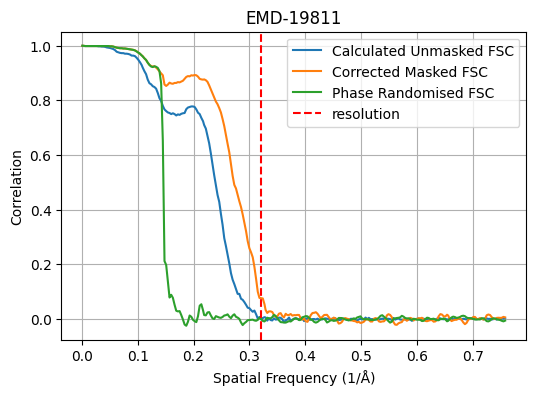 EMD-19811
Calculated Unmasked FSC
Corrected Masked FSC
Phase Randomised FSC
resolution
Correlation
1.0
0.8
0.6
0.4
0.2
0.0
0.0 0.1 0.2 0.3 0.4 0.5 0.6 0.7
Spatial Frequency (1/Å)